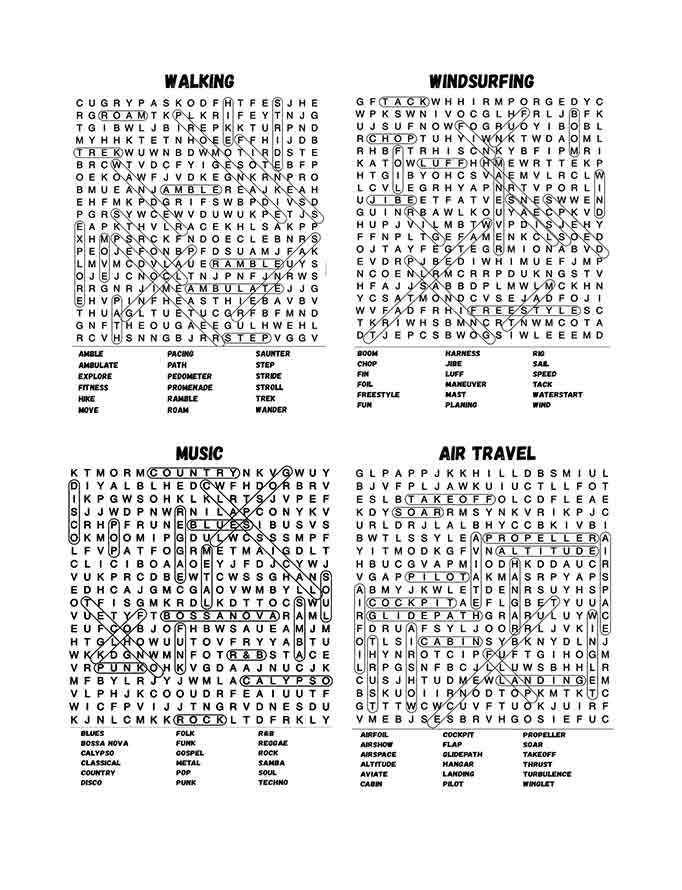 WALKING
C U G R Y P A S K O D F H T F E S J H E
R G R O A M T K P L K R I F E Y T N J G
T G I B W L J B I R E P K K T U R P N D
M Y H H K T E T N H O E E F F H I J D B
T R E K W U W N B D W M O T I R D S T E
B R C W T V D C F Y I G E S O T E B F P
O E K O A W F J V D K E G N K R N P R O
B M U E A N J A M B L E R E A J K E A H
E H F M K P D G R I F S W B P D I V S D
P G R S Y W C E W V D U W U K P E T J S
E A P K T H V L R A C E K H L S A K P P
X H M P S R C K F N D O E C L E B N R S
P E O J E P O N B P F D S U A M J F A K
L M V M C D V L A U E R A M B L E U Y S
O J E J C N O C L T N J P N F J N R W S
R R G N R J I M E A M B U L A T E J J G
E H V P I N F H E A S T H I E B A V B V
T H U A G L T U E T U C G R F B F M N D
G N F T H E O U G A E E G U L H W E H L
R C V H S N N G B J R R S T E P V G G V
AMBLE PACING SAUNTER
AMBULATE PATH STEP
EXPLORE PEDOMETER STRIDE
FITNESS PROMENADE STROLL
HIKE RAMBLE TREK
MOVE ROAM WANDER
WINDSURFING
G F T A C K W H H I R M P O R G E D Y C
W P K S W N I V O C G L H F R L J B F K
U J S U F N O W F O G R U O Y I B O B L
R C H O P T U H Y I W N K T W D A O M L
R H B F T R H I S C N K Y B F I P M R I
K A T O W L U F F H H M E W R T T E K P
H T G I B Y O H C S V A E M V L R C L W
L C V L E G R H Y A P N R T V P O R L I
U J I B E E T F A T V E S N E S W W E N
G U I N R B A W L K O U Y A E C P K V D
H U P J V I L M B T W V P D I S J E H Y
F F N P L T G E F A M E N K C L S O E D
O J T A Y F E G T E G R M I O N A B V D
E V D R P J B E D I W H I M U E F J M P
N C O E N L R M C R R P D U K N G S T V
H F A J J S A B B D P L M W L M C K H N
Y C S A T M O N D C V S E J A D F O J I
W V F A D F R H I F R E E S T Y L E S C
T K R I W H S B M N C R T N W M C O T A
D T J E P C S B W O G S I W L E E E M D
BOOM HARNESS RIG
CHOP JIBE SAIL
FIN LUFF SPEED
FOIL MANEUVER TACK
FREESTYLE MAST WATERSTART
FUN PLANING WIND
MUSIC
K T M O R M C O U N T R Y N K V G W U Y
D I Y A L B L H E D C W F H D O R B R V
I K P G W S O H K L K L R T S J V P E F
S J J W D P N W R N I L A P C O N Y K V
C R H P F R U N E B L U E S I B U S V S
O K M O O M I P G D U L W C S S S M P F
L F V P A T F O G R M E T M A I G D L T
C L I C I B O A A O E Y J F D J C Y W J
V U K P R C D B E W T C W S S G H A N S
E D H C A J G M C G A O V W M B Y L L O
O T F I S G M K R D L K D T T O C S W U
V U E T Y F T B O S S A N O V A R A M L
E U F C O B J O F H B W S A U E A M J M
H T G H L K O W U U T O V F R Y Y A B T
W K K D G N W M N F O T R & B S T A C E
V R P U N K O H K V G D A A J N U C J K
M F B Y L R J Y J W M L A C A L Y P S O
V L P H J K C O O U D R F E A I U U T F
W I C F P V I J J T N G R V D N E S D U
K J N L C M K K R O C K L T D F R K L Y
BLUES FOLK R&B
BOSSA NOVA FUNK REGGAE
CALYPSO GOSPEL ROCK
CLASSICAL METAL SAMBA
COUNTRY POP SOUL
DISCO PUNK TECHNO
AIR TRAVEL
G L P A P P J K K H I L L D B S M I U L
B J V F P L J W A K U I U C T L L F O T
E S L B T A K E O F F O L C D F L E A E
K D Y S O A R R M S Y N K V R I K P J C
U R L D R J L A L B H Y C C B K I V B I
B W T L S S Y L E A P R O P E L L E R A
Y I T M O D K G F V N A L T I T U D E I
H B U C G V A P M I O D H K D D A U C R
V G A P P I L O T A K M A S R P Y A P S
A B M Y J K W L E T D E N R S U Y H S P
I C O C K P I T A E F L G B E T Y U U A
R G L I D E P A T H G R A R U L U Y W C
F D R U A F S Y L J O O R R L J V K I E
O T L S I C A B I N S Y B K N Y D L N J
I H Y N R O T C I P F U F T G I H O G M
L R P G S N F B C J L L U W S B H H L R
C U S J H T U D M E W L A N D I N G E M
B S K U O I I R N O D T O P K M T K T C
G T T T W C W C U V F T U O K J U I R F
V M E B J S E S B R V H G O S I E F U C
AIRFOIL COCKPIT PROPELLER
AIRSHOW FLAP SOAR
AIRSPACE GLIDEPATH TAKEOFF
ALTITUDE HANGAR THRUST
AVIATE LANDING TURBULENCE
CABIN PILOT WINGLET